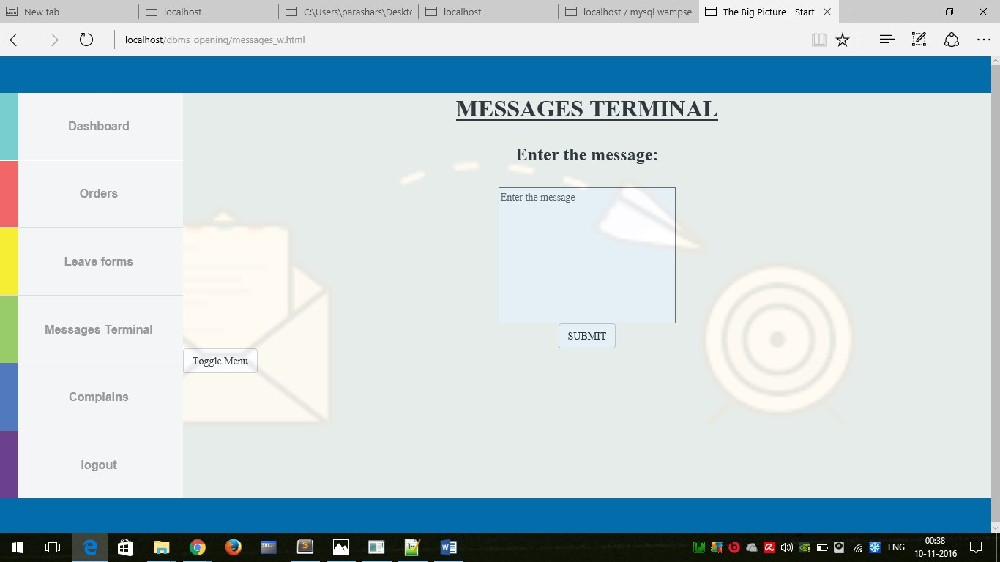 New tab
localhost
C:\Users\parashars\Deskto
localhost
localhost / mysql wampse
The Big Picture - Start
localhost/dbms-opening/messages_w.html
MESSAGES TERMINAL
Dashboard
Enter the message:
Orders
Enter the message
Leave forms
Messages Terminal
SUBMIT
Toggle Menu
Complains
logout
ENG
00:38
10-11-2016